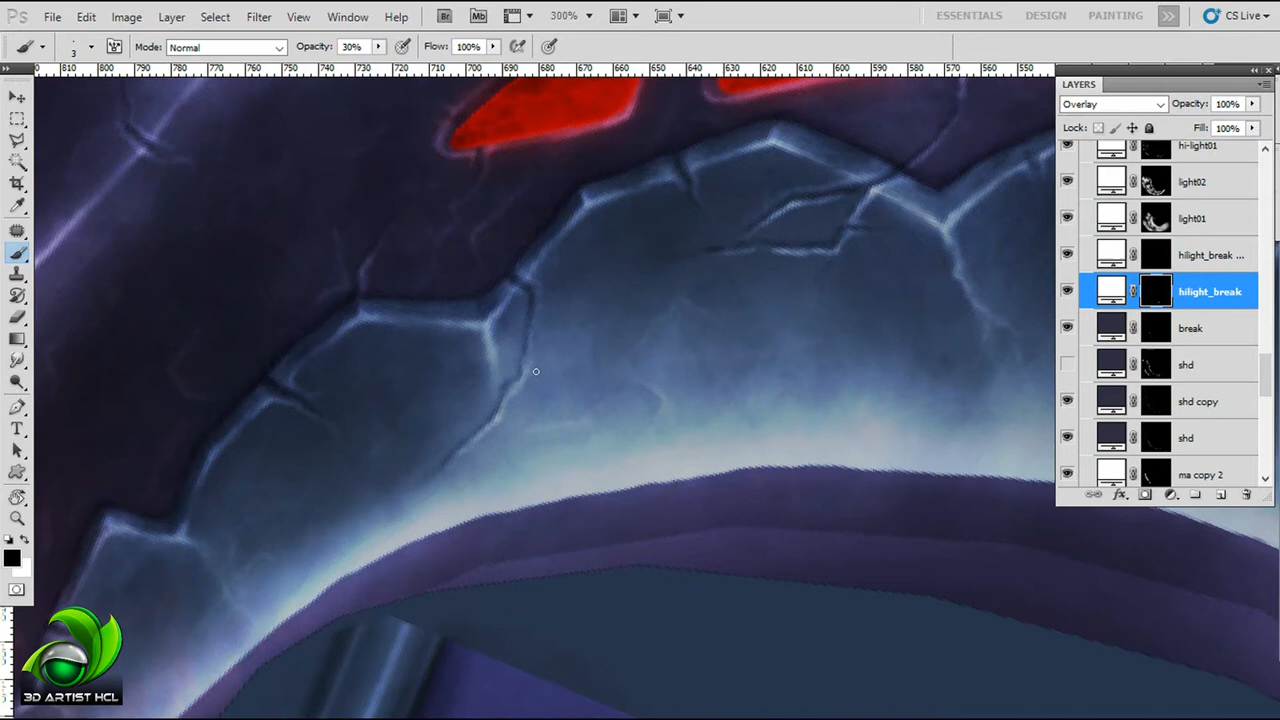 Ps File Edit Image Layer Select Filter View Window Help Br Mb 300% ESSENTIALS DESIGN PAINTING CS Live
3 Mode: Normal Opacity: 30% Flow: 100%
0 810 800 790 780 770 760 750 740 730 720 710 700 690 680 670 660 650 640 630 620 610 600 590 580 570 560 550
LAYERS
Overlay Opacity: 100%
Lock: Fill: 100%
hi-light01
light02
light01
hilight_break ...
hilight_break
break
shd
shd copy
shd
ma copy 2
fx
T
3D ARTIST HCL